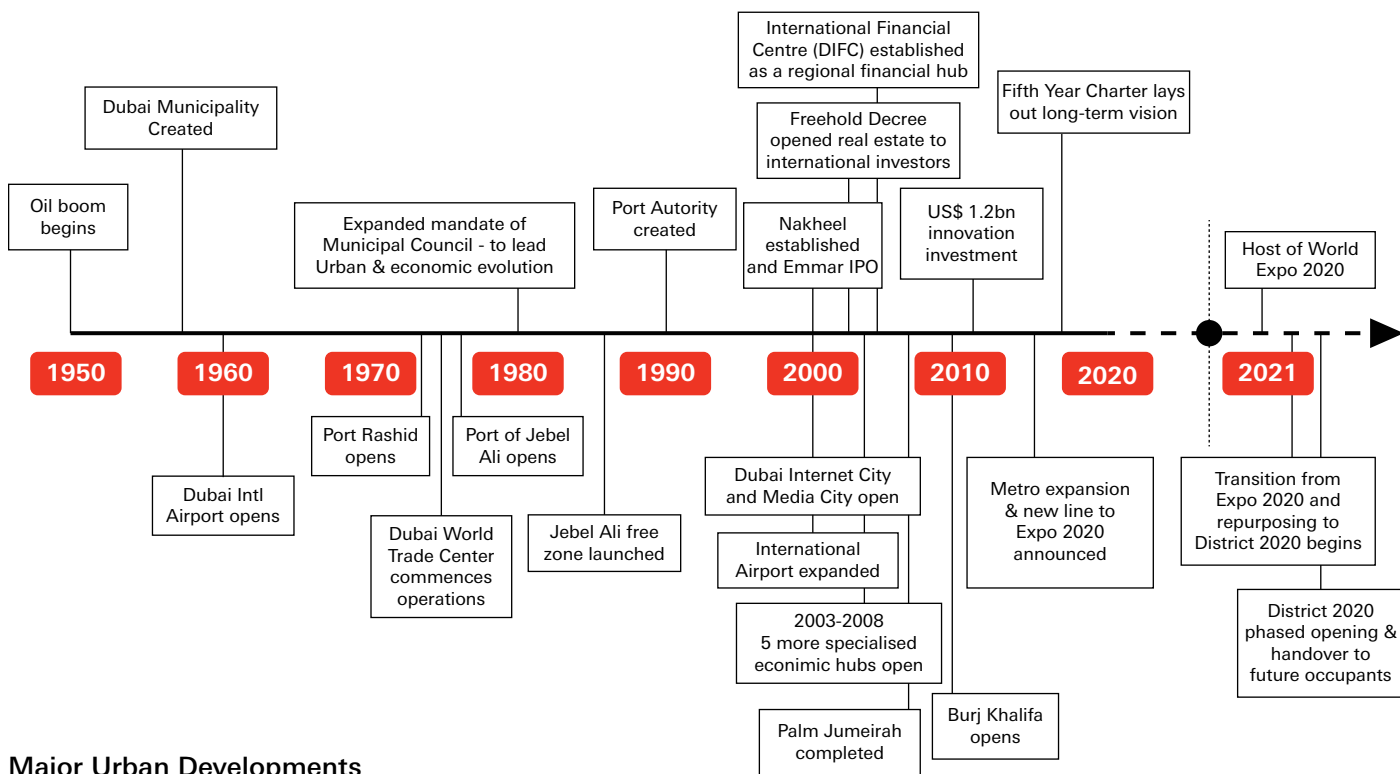 International Financial
Centre (DIFC) established
as a regional financial hub
Dubai Municipality
Created
Fifth Year Charter lays
out long-term vision
Freehold Decree
opened real estate to
international investors
Oil boom
begins
Expanded mandate of
Municipal Council - to lead
Urban & economic evolution
Port Autority
created
Nakheel
established
and Emmar IPO
US$ 1.2bn
innovation
investment
Host of World
Expo 2020
1950
1960
1970
1980
1990
2000
2010
2020
2021
Port Rashid
opens
Port of Jebel
Ali opens
Dubai Intl
Airport opens
Dubai World
Trade Center
commences
operations
Jebel Ali free
zone launched
Dubai Internet City
and Media City open
International
Airport expanded
2003-2008
5 more specialised
econimic hubs open
Palm Jumeirah
completed
Burj Khalifa
opens
Metro expansion
& new line to
Expo 2020
announced
Transition from
Expo 2020 and
repurposing to
District 2020 begins
District 2020
phased opening &
handover to
future occupants
Major Urban Developments